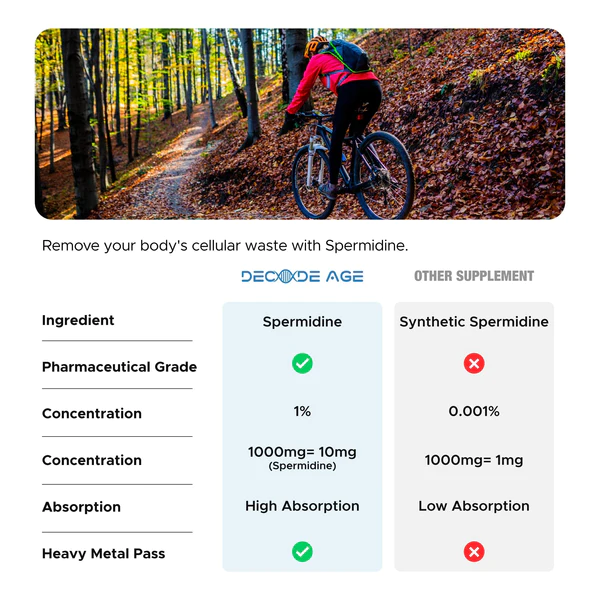 Remove your body's cellular waste with Spermidine.
DECODE AGE OTHER SUPPLEMENT
Ingredient Spermidine Synthetic Spermidine
Pharmaceutical Grade
Concentration 1% 0.001%
Concentration 1000mg= 10mg (Spermidine) 1000mg= 1mg
Absorption High Absorption Low Absorption
Heavy Metal Pass